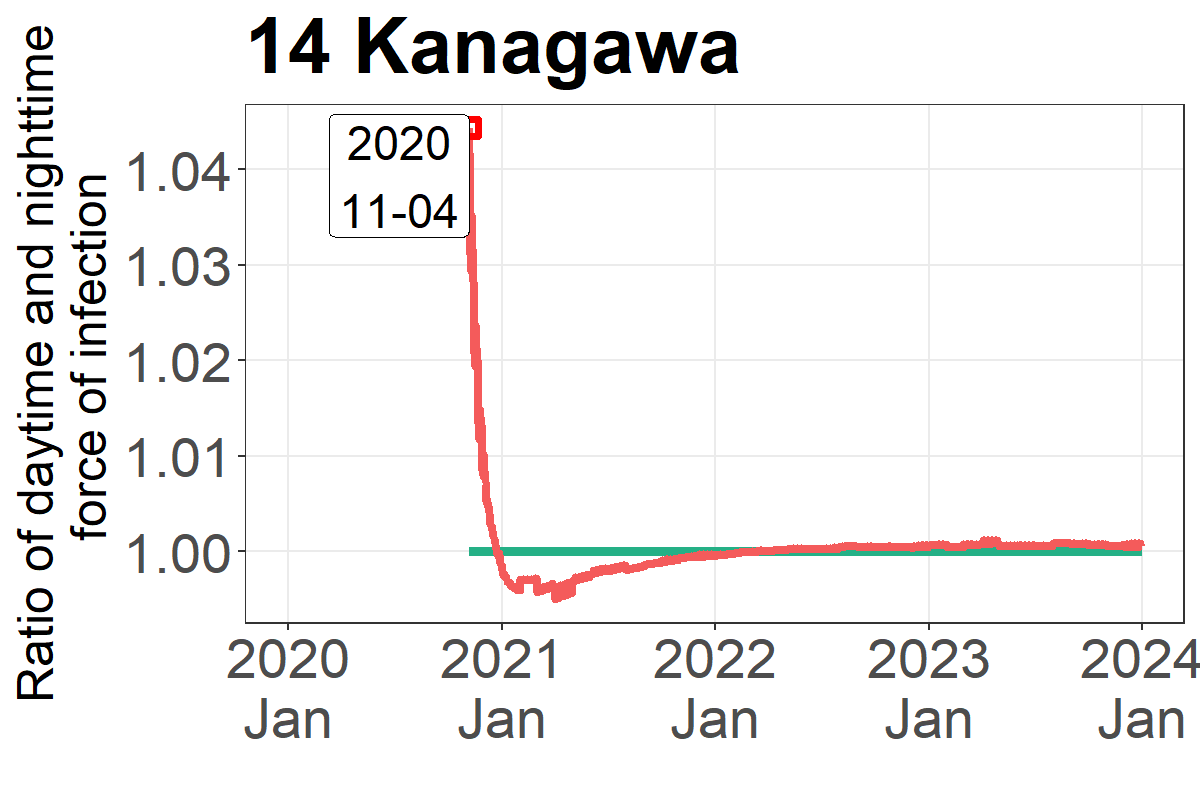 14 Kanagawa
Ratio of daytime and nighttime
force of infection
2020
11-04
1.04
1.03
1.02
1.01
1.00
2020
Jan
2021
Jan
2022
Jan
2023
Jan
2024
Jan